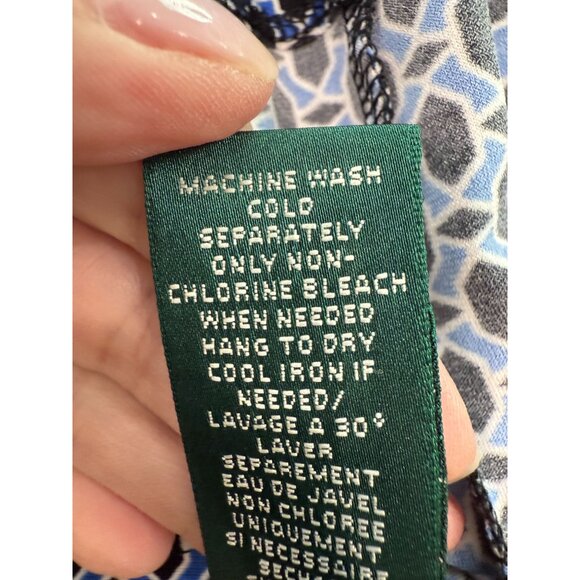 MACHINE WASH
COLD
SEPARATELY
ONLY NON-
CHLORINE BLEACH
WHEN NEEDED
HANG TO DRY
COOL IRON IF
NEEDED/
LAVAGE A 30°
LAVER
SEPAREMENT
EAU DE JAVEL
NON CHLOREE
UNIQUEMENT
SI NECESSAIRE